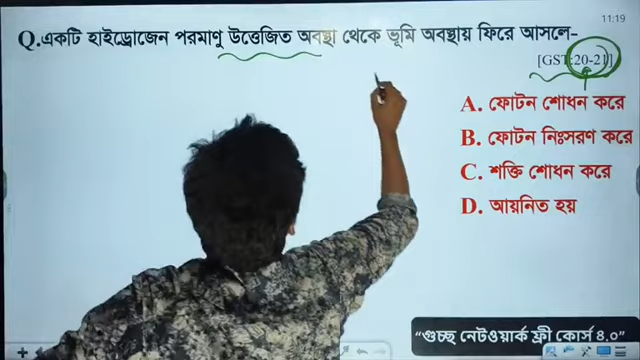 11:19
Q.একটি হাইড্রোজেন পরমাণু উত্তেজিত অবস্থা থেকে ভূমি অবস্থায় ফিরে আসলে-
[GST:20-21]
A. ফোটন শোধন করে
B. ফোটন নিঃসরণ করে
C. শক্তি শোধন করে
D. আয়নিত হয়
“গুচ্ছ নেটওয়ার্ক ফ্রী কোর্স ৪.০”